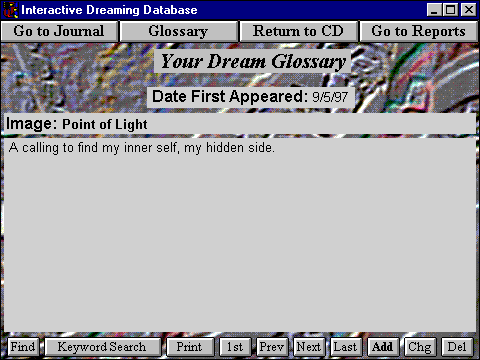 Interactive Dreaming Database
Go to Journal Glossary Return to CD Go to Reports
Your Dream Glossary
Date First Appeared: 9/5/97
Image: Point of Light
A calling to find my inner self, my hidden side.
Find Keyword Search Print 1st Prev Next Last Add Chg Del